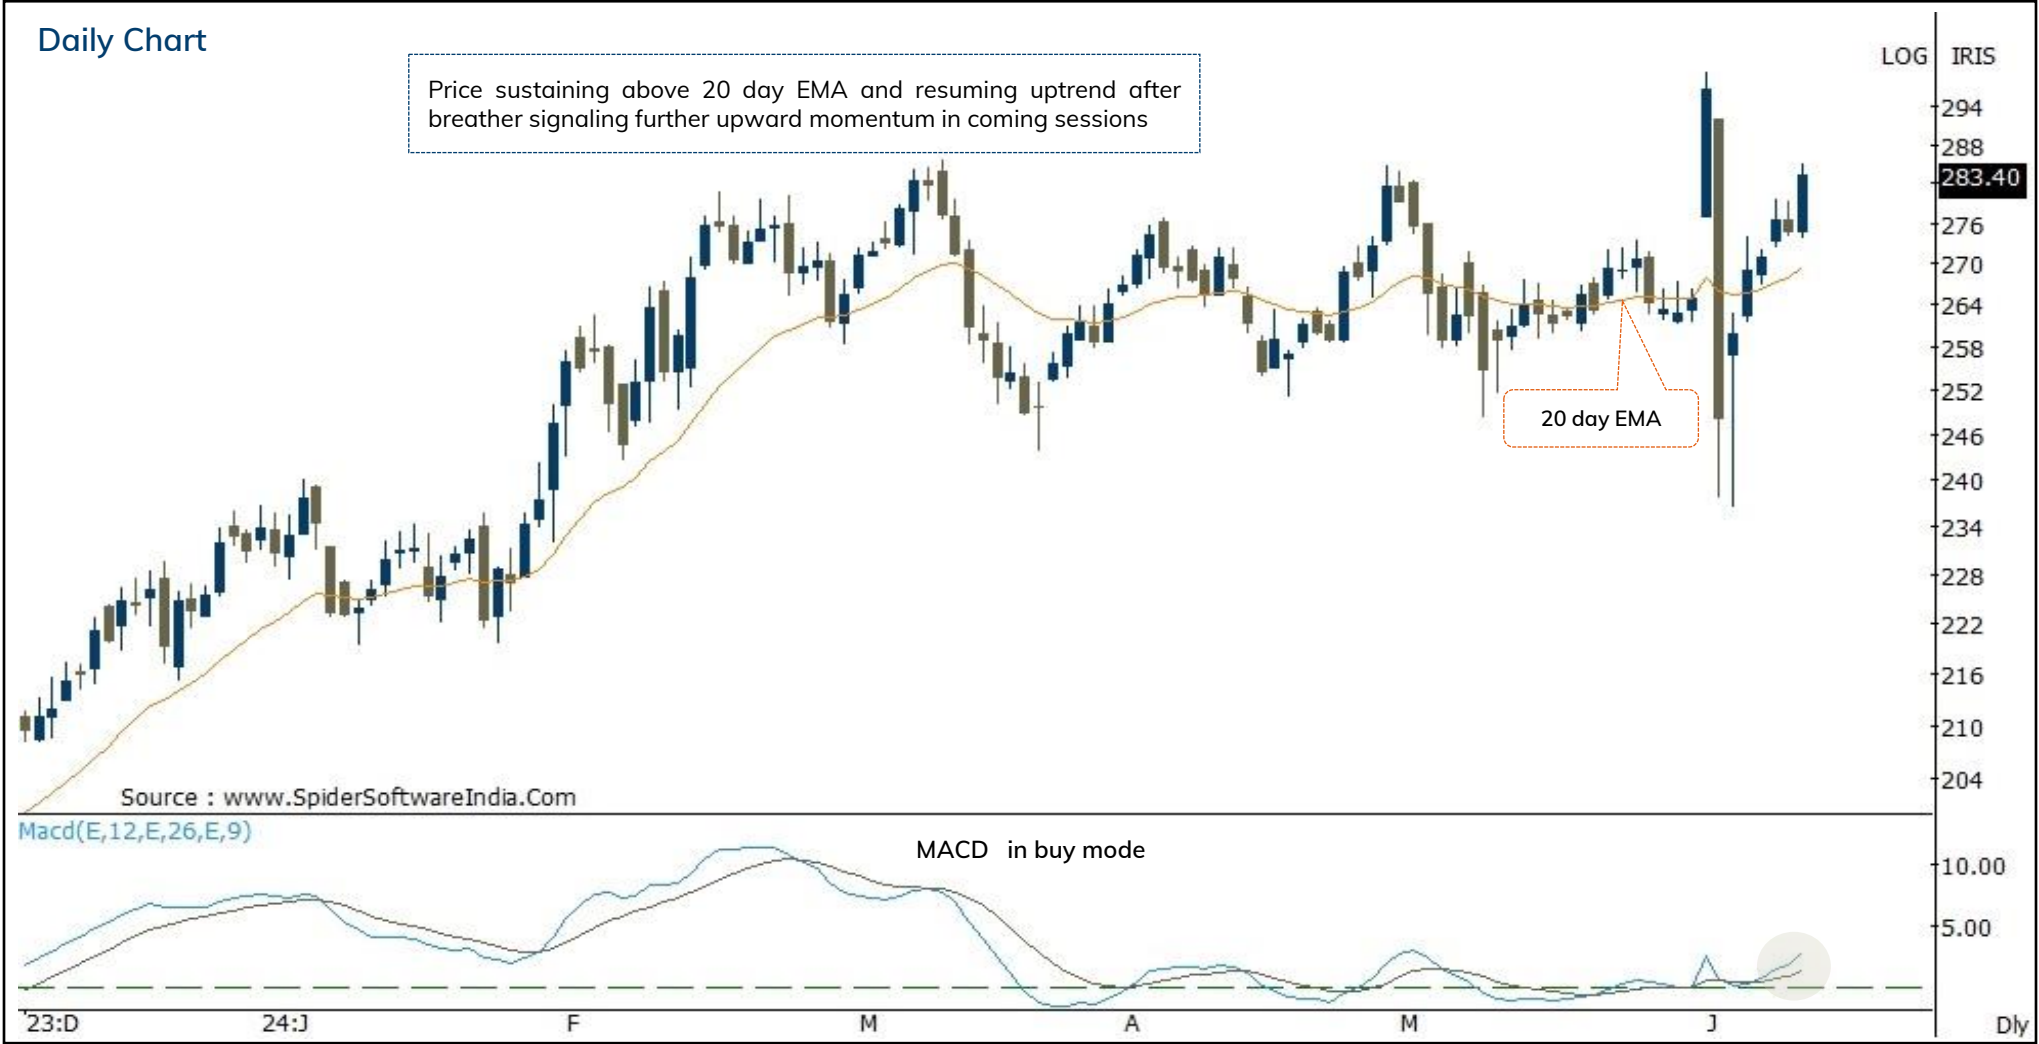 Daily Chart
Price sustaining above 20 day EMA and resuming uptrend after
breather signaling further upward momentum in coming sessions
LOG
IRIS
294
288
283.40
276
270
264
258
252
246
240
234
228
222
216
210
204
20 day EMA
Source : www.SpiderSoftwareIndia.Com
Macd(E,12,E,26,E,9)
MACD in buy mode
10.00
5.00
'23:D 24:J F M A M J Dly